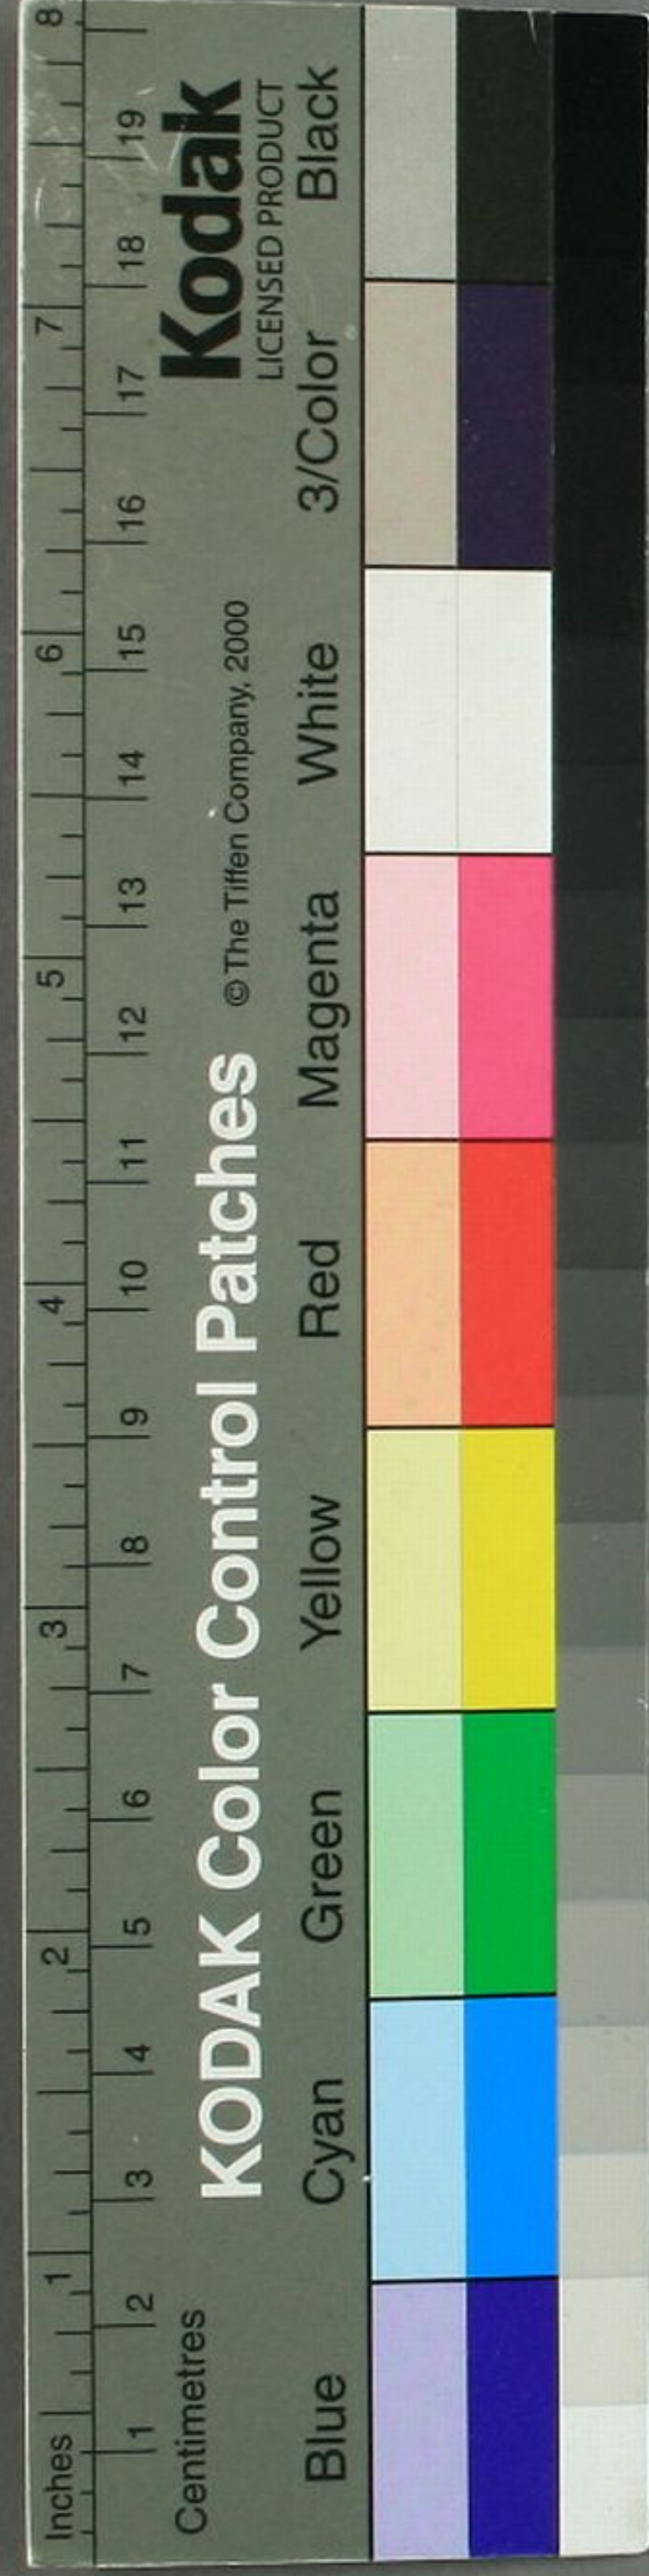 Inches 1 2 3 4 5 6 7 8
1 2 3 4 5 6 7 8 9 10 11 12 13 14 15 16 17 18 19
Centimetres
KODAK Color Control Patches © The Tiffen Company, 2000 Kodak
LICENSED PRODUCT
Blue Cyan Green Yellow Red Magenta White 3/Color Black